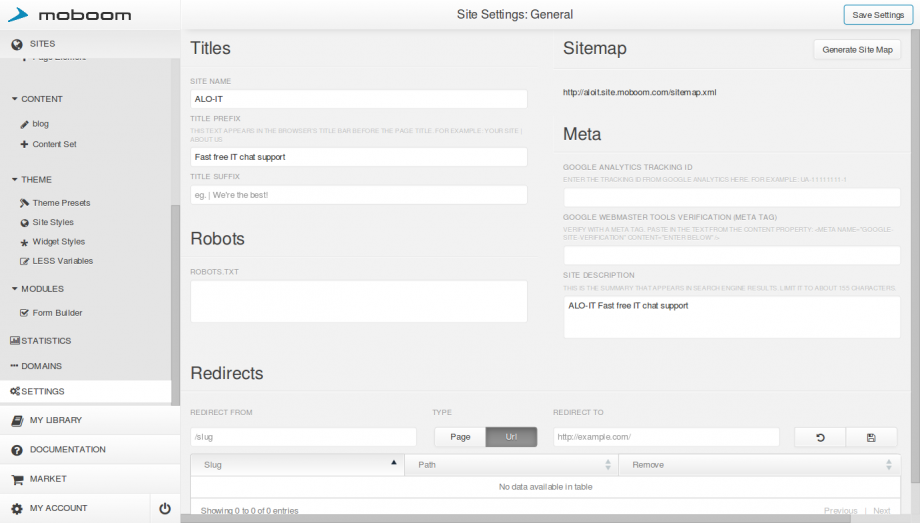 moboom
Site Settings: General
Save Settings
SITES
Page Element
CONTENT
blog
Content Set
THEME
Theme Presets
Site Styles
Widget Styles
LESS Variables
MODULES
Form Builder
STATISTICS
DOMAINS
SETTINGS
MY LIBRARY
DOCUMENTATION
MARKET
MY ACCOUNT
Titles
SITE NAME
ALO-IT
TITLE PREFIX
THIS TEXT APPEARS IN THE BROWSER'S TITLE BAR BEFORE THE PAGE TITLE. FOR EXAMPLE: YOUR SITE |
ABOUT US
Fast free IT chat support
TITLE SUFFIX
eg. | We're the best!
Robots
ROBOTS.TXT
Sitemap
Generate Site Map
http://aloit.site.moboom.com/sitemap.xml
Meta
GOOGLE ANALYTICS TRACKING ID
ENTER THE TRACKING ID FROM GOOGLE ANALYTICS HERE. FOR EXAMPLE: UA-11111111-1
GOOGLE WEBMASTER TOOLS VERIFICATION (META TAG)
VERIFY WITH A META TAG. PASTE IN THE TEXT FROM THE CONTENT PROPERTY: <META NAME="GOOGLE-
SITE-VERIFICATION" CONTENT="ENTER BELOW"/>
SITE DESCRIPTION
THIS IS THE SUMMARY THAT APPEARS IN SEARCH ENGINE RESULTS. LIMIT IT TO ABOUT 155 CHARACTERS.
ALO-IT Fast free IT chat support
Redirects
REDIRECT FROM TYPE REDIRECT TO
/slug Page Url http://example.com/
Slug Path Remove
No data available in table
Showing 0 to 0 of 0 entries Previous | Next